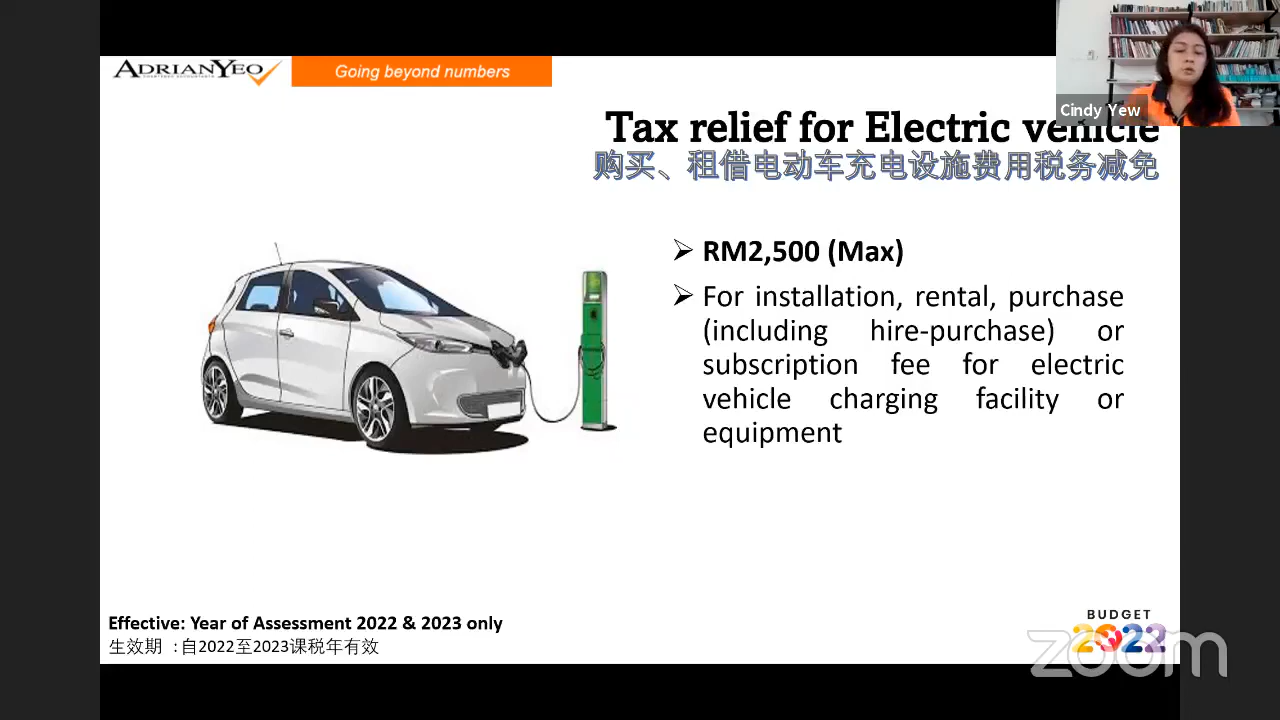 ADRIANYEO
CHARTERED ACCOUNTANTS
Going beyond numbers
Cindy Yew
Tax relief for Electric vehicle
购买、租借电动车充电设施费用税务减免
➢ RM2,500 (Max)
➢ For installation, rental, purchase
(including hire-purchase) or
subscription fee for electric
vehicle charging facility or
equipment
Effective: Year of Assessment 2022 & 2023 only
生效期 :自2022至2023课税年有效
BUDGET
2022
zoom